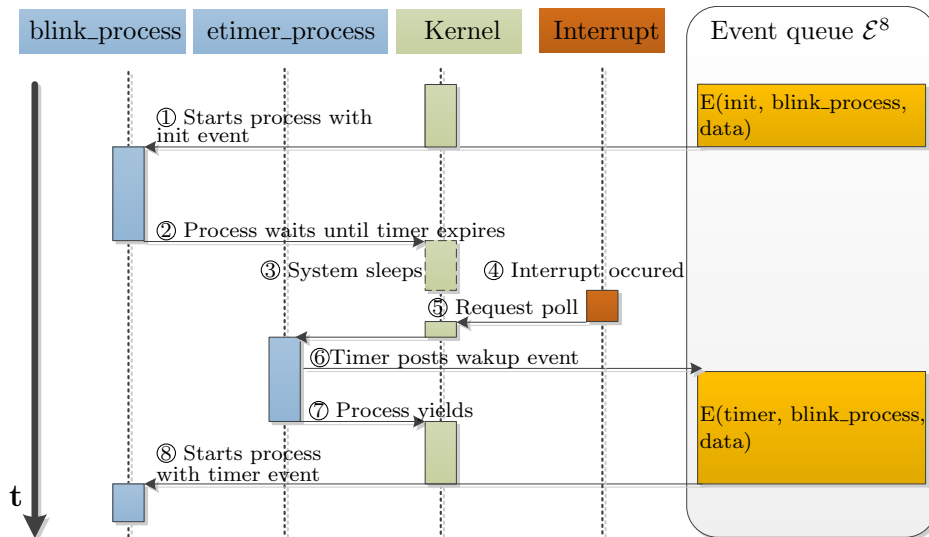 blink_process
etimer_process
Kernel
Interrupt
Event queue ℰ⁸
① Starts process with
init event
E(init, blink_process,
data)
② Process waits until timer expires
③ System sleeps
④ Interrupt occured
⑤ Request poll
⑥Timer posts wakup event
⑦ Process yields
E(timer, blink_process,
data)
⑧ Starts process
with timer event
t